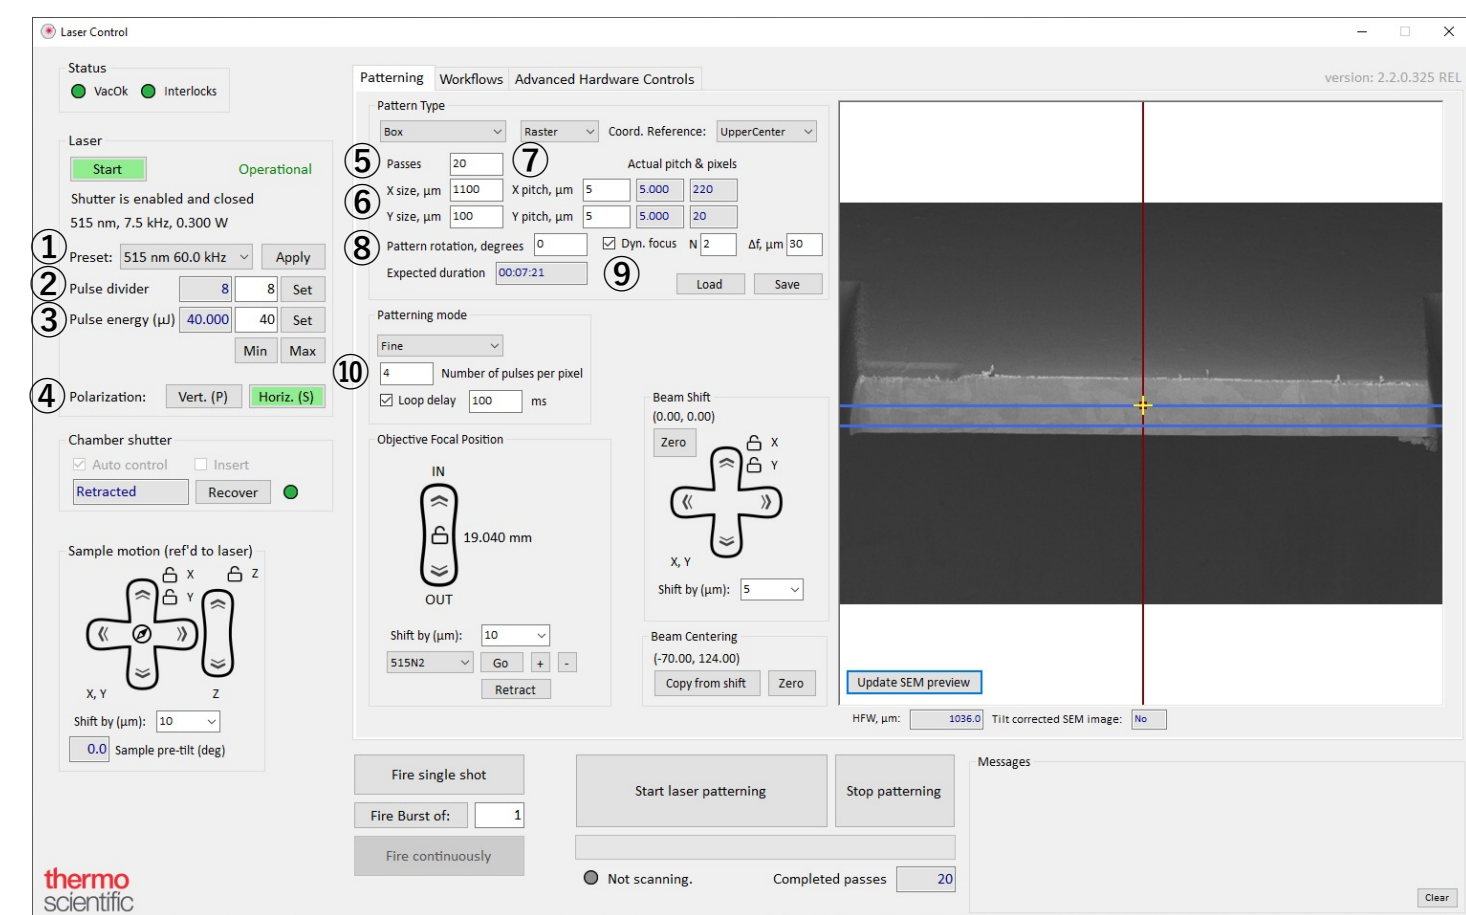 Laser Control
Status
VacOk Interlocks
Laser
Start Operational
Shutter is enabled and closed
515 nm, 7.5 kHz, 0.300 W
① Preset: 515 nm 60.0 kHz Apply
② Pulse divider 8 8 Set
③ Pulse energy (µJ) 40.000 40 Set
Min Max
④ Polarization: Vert. (P) Horiz. (S)
Chamber shutter
Auto control Insert
Retracted Recover
Sample motion (ref'd to laser)
X Z
Y
X, Y Z
Shift by (µm): 10
0.0 Sample pre-tilt (deg)
thermo
scientific
Patterning Workflows Advanced Hardware Controls
version: 2.2.0.325 REL
Pattern Type
Box Raster Coord. Reference: UpperCenter
⑤ Passes 20 ⑦ Actual pitch & pixels
⑥ X size, µm 1100 X pitch, µm 5 5.000 220
Y size, µm 100 Y pitch, µm 5 5.000 20
⑧ Pattern rotation, degrees 0 Dyn. focus N 2 Δf, µm 30
Expected duration 00:07:21 ⑨
Load Save
Patterning mode
Fine
⑩ 4 Number of pulses per pixel
Loop delay 100 ms
Objective Focal Position
IN
19.040 mm
OUT
Shift by (µm): 10
515N2 Go + -
Retract
Beam Shift
(0.00, 0.00)
Zero X
Y
X, Y
Shift by (µm): 5
Beam Centering
(-70.00, 124.00)
Copy from shift Zero
Update SEM preview
HFW, µm: 1036.0 Tilt corrected SEM image: No
Fire single shot
Fire Burst of: 1
Fire continuously
Start laser patterning Stop patterning
Not scanning. Completed passes 20
Messages
Clear